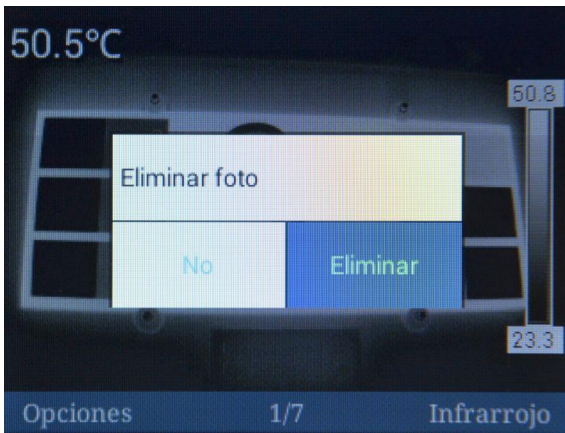 50.5°C
50.8
Eliminar foto
No
Eliminar
23.3
Opciones
1/7
Infrarrojo